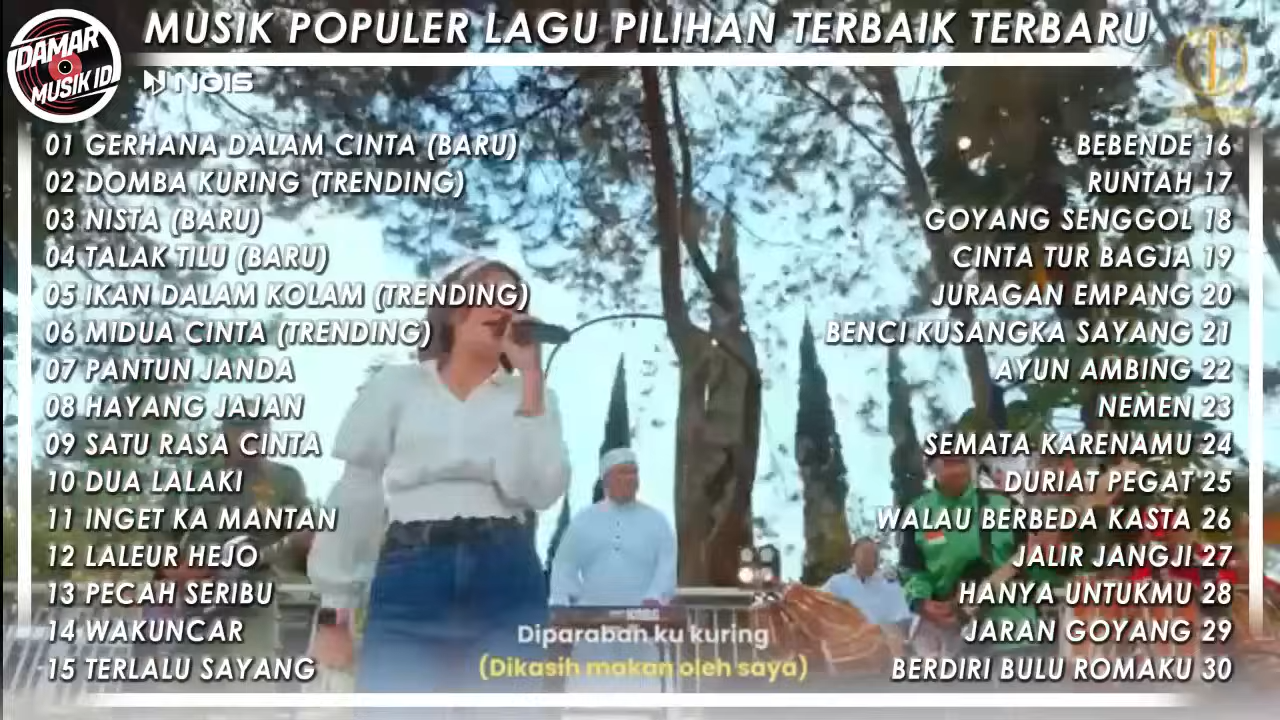 DAMAR
MUSIK ID
MUSIK POPULER LAGU PILIHAN TERBAIK TERBARU
NOIS
01 GERHANA DALAM CINTA (BARU)
02 DOMBA KURING (TRENDING)
03 NISTA (BARU)
04 TALAK TILU (BARU)
05 IKAN DALAM KOLAM (TRENDING)
06 MIDUA CINTA (TRENDING)
07 PANTUN JANDA
08 HAYANG JAJAN
09 SATU RASA CINTA
10 DUA LALAKI
11 INGET KA MANTAN
12 LALEUR HEJO
13 PECAH SERIBU
14 WAKUNCAR
15 TERLALU SAYANG
BEBENDE 16
RUNTAH 17
GOYANG SENGGOL 18
CINTA TUR BAGJA 19
JURAGAN EMPANG 20
BENCI KUSANGKA SAYANG 21
AYUN AMBING 22
NEMEN 23
SEMATA KARENAMU 24
DURIAT PEGAT 25
WALAU BERBEDA KASTA 26
JALIR JANGJI 27
HANYA UNTUKMU 28
JARAN GOYANG 29
BERDIRI BULU ROMAKU 30
Diparaban ku kuring
(Dikasih makan oleh saya)